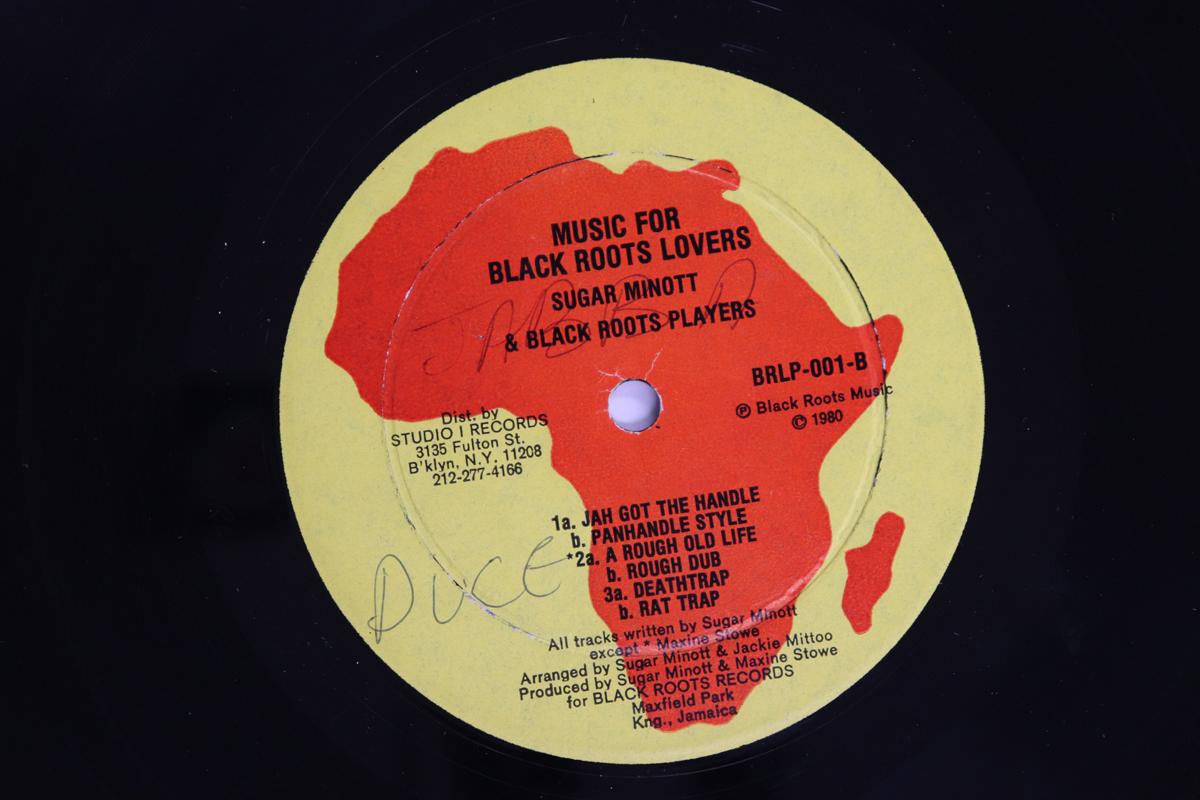 MUSIC FOR
BLACK ROOTS LOVERS
SUGAR MINOTT
& BLACK ROOTS PLAYERS
BRLP-001-B
℗ Black Roots Music
© 1980
Dist. by
STUDIO I RECORDS
3135 Fulton St.
B'klyn, N.Y. 11208
212-277-4166
1a. JAH GOT THE HANDLE
b. PANHANDLE STYLE
*2a. A ROUGH OLD LIFE
b. ROUGH DUB
3a. DEATHTRAP
b. RAT TRAP
DUCE
All tracks written by Sugar Minott
except * Maxine Stowe
Arranged by Sugar Minott & Jackie Mittoo
Produced by Sugar Minott & Maxine Stowe
for BLACK ROOTS RECORDS
Maxfield Park
Kng., Jamaica